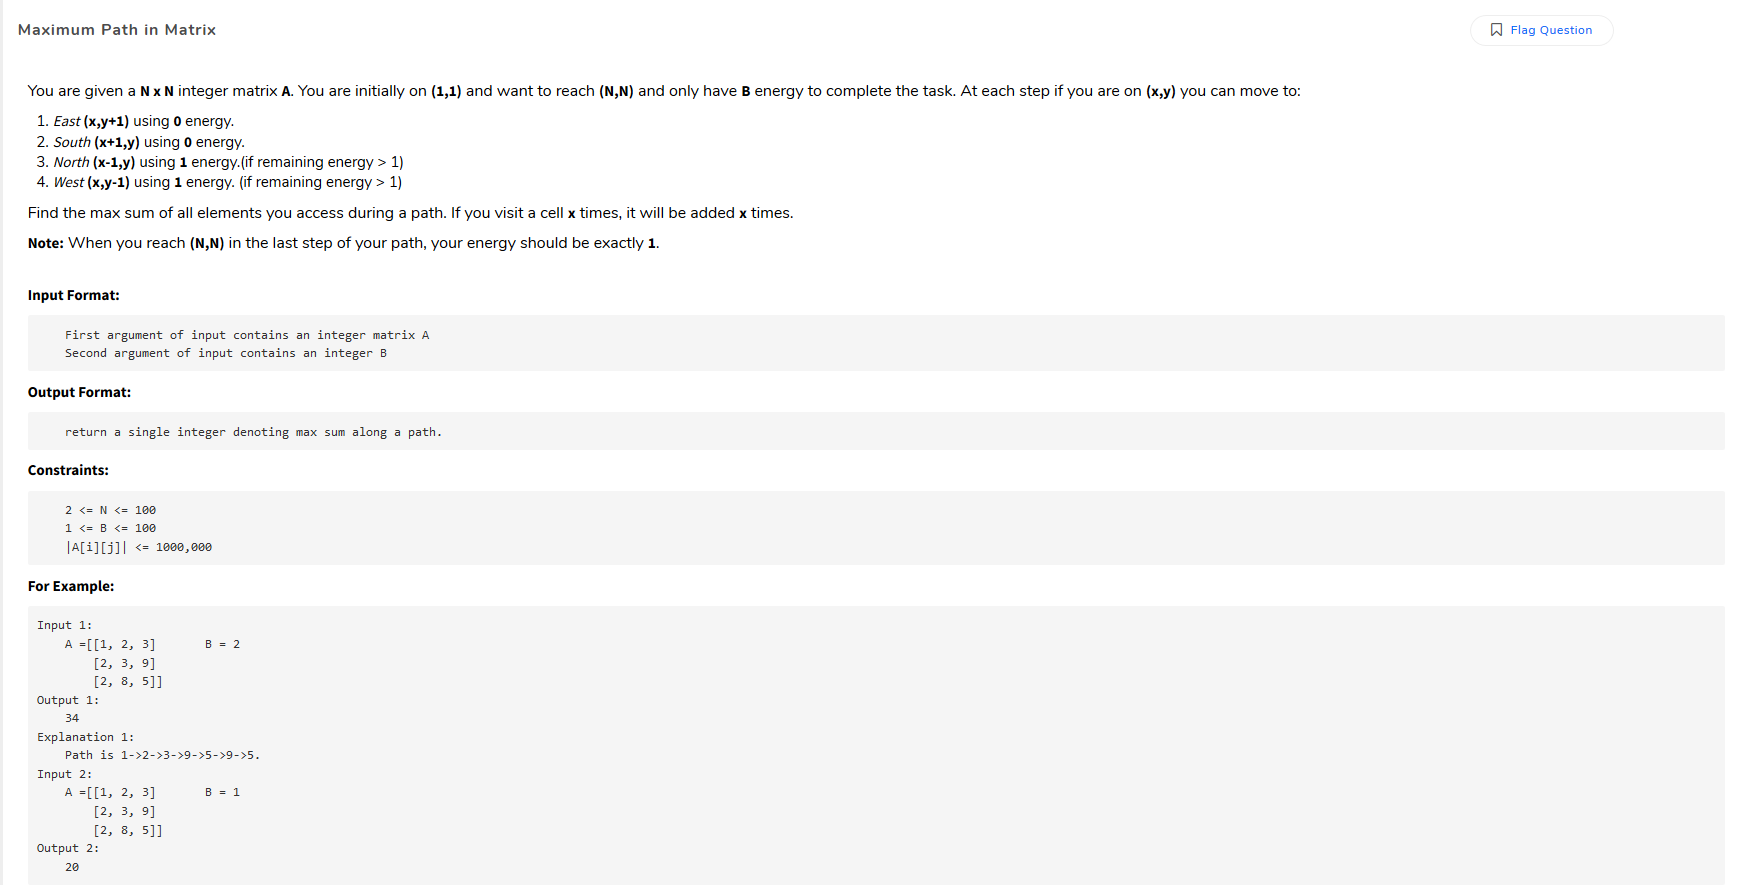 Maximum Path in Matrix
Flag Question
You are given a N x N integer matrix A. You are initially on (1,1) and want to reach (N,N) and only have B energy to complete the task. At each step if you are on (x,y) you can move to:
1. East (x,y+1) using 0 energy.
2. South (x+1,y) using 0 energy.
3. North (x-1,y) using 1 energy.(if remaining energy > 1)
4. West (x,y-1) using 1 energy. (if remaining energy > 1)
Find the max sum of all elements you access during a path. If you visit a cell x times, it will be added x times.
Note: When you reach (N,N) in the last step of your path, your energy should be exactly 1.
Input Format:
First argument of input contains an integer matrix A
Second argument of input contains an integer B
Output Format:
return a single integer denoting max sum along a path.
Constraints:
2 <= N <= 100
1 <= B <= 100
|A[i][j]| <= 1000,000
For Example:
Input 1:
A =[[1, 2, 3] B = 2
[2, 3, 9]
[2, 8, 5]]
Output 1:
34
Explanation 1:
Path is 1->2->3->9->5->9->5.
Input 2:
A =[[1, 2, 3] B = 1
[2, 3, 9]
[2, 8, 5]]
Output 2:
20